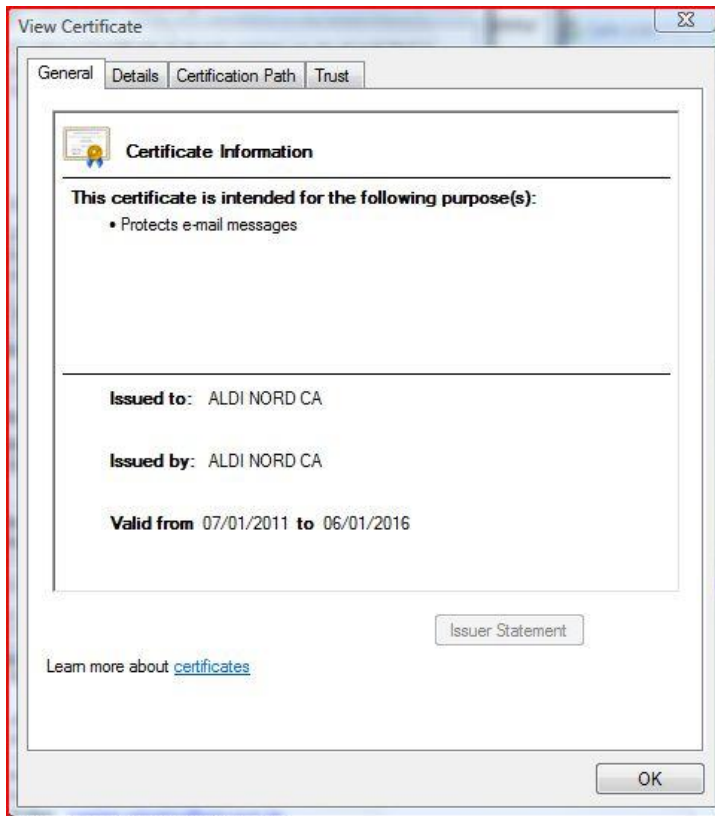 View Certificate
General Details Certification Path Trust
Certificate Information
This certificate is intended for the following purpose(s):
• Protects e-mail messages
Issued to: ALDI NORD CA
Issued by: ALDI NORD CA
Valid from 07/01/2011 to 06/01/2016
Issuer Statement
Learn more about certificates
OK